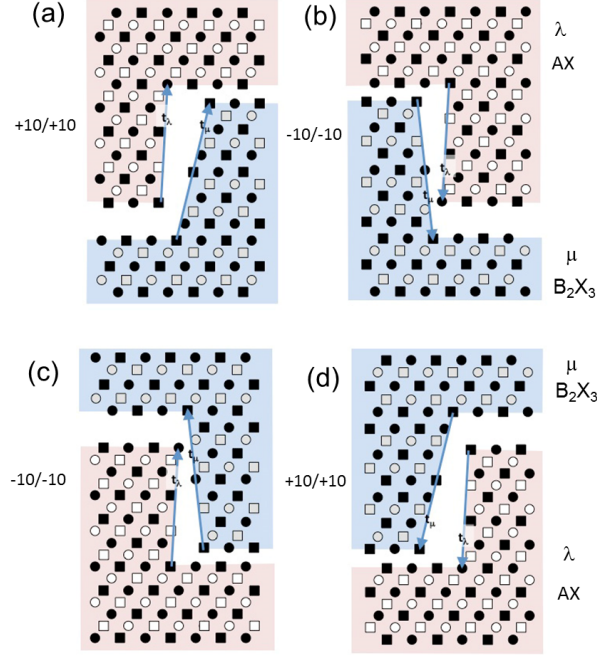 (a)
(b)
λ
AX
+10/+10
tλ
tμ
-10/-10
tλ
tμ
μ
B₂X₃
(c)
(d)
μ
B₂X₃
-10/-10
tλ
tμ
+10/+10
tμ
tλ
λ
AX